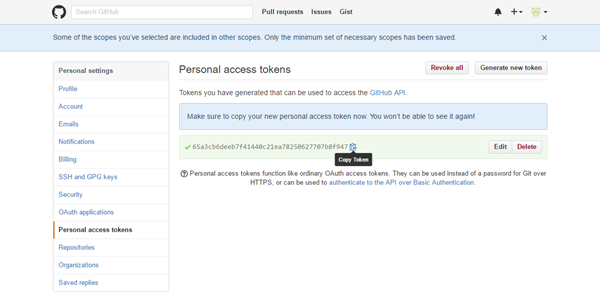 Search GitHub
Pull requests
Issues
Gist
Some of the scopes you've selected are included in other scopes. Only the minimum set of necessary scopes has been saved.
Personal settings
Profile
Account
Emails
Notifications
Billing
SSH and GPG keys
Security
OAuth applications
Personal access tokens
Repositories
Organizations
Saved replies
Personal access tokens
Revoke all
Generate new token
Tokens you have generated that can be used to access the GitHub API.
Make sure to copy your new personal access token now. You won't be able to see it again!
65a3cb6deeb7f41440c21ea78250627707b8f947
Edit
Delete
Copy Token
Personal access tokens function like ordinary OAuth access tokens. They can be used instead of a password for Git over
HTTPS, or can be used to authenticate to the API over Basic Authentication.